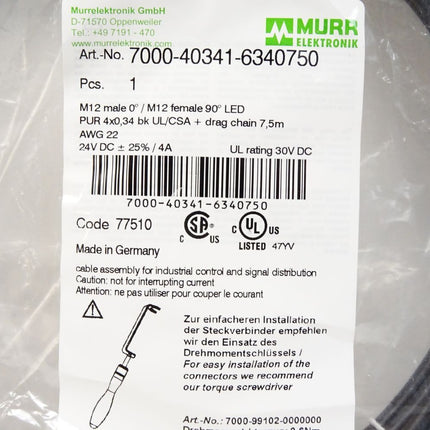 Murrelektronik GmbH
D-71570 Oppenweiler
Tel.: +49 7191 - 470
www.murrelektronik.com
MURR
ELEKTRONIK
Art.-No. 7000-40341-6340750
Pcs. 1
M12 male 0° / M12 female 90° LED
PUR 4x0,34 bk UL/CSA + drag chain 7,5m
AWG 22
24V DC ± 25% / 4A UL rating 30V DC
7000-40341-6340750
Code 77510
C US
C UL US
LISTED 47YV
Made in Germany
cable assembly for industrial control and signal distribution
Caution: not for interrupting current
Attention: ne pas utiliser pour couper le courant
Zur einfacheren Installation
der Steckverbinder empfehlen
wir den Einsatz des
Drehmomentschlüssels /
For easy installation of the
connectors we recommend
our torque screwdriver
Art.-No.: 7000-99102-0000000